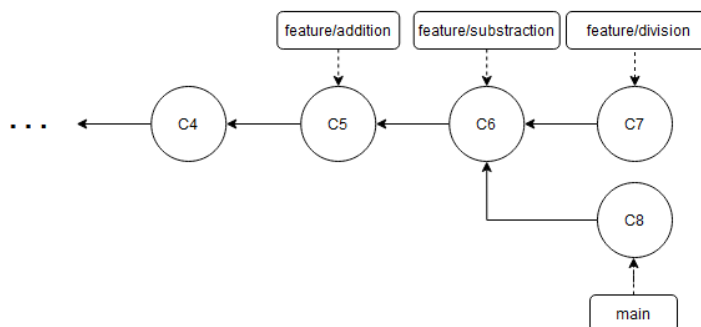 feature/addition
feature/substraction
feature/division
. . .
C4
C5
C6
C7
C8
main